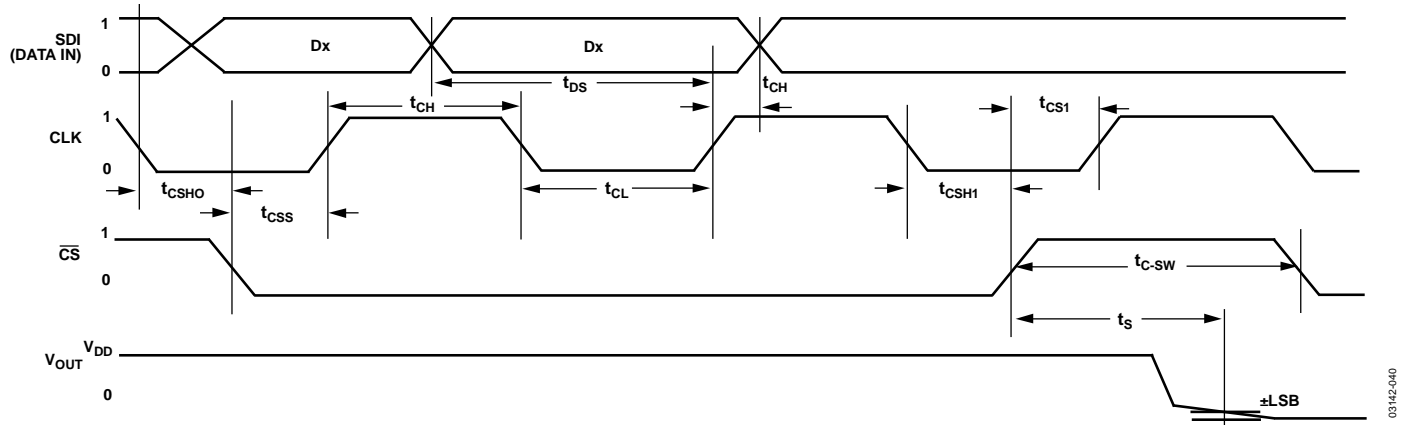 1
SDI
(DATA IN)
0
Dx
Dx
tDS
tCH
1
CLK
0
tCH
tCS1
tCSHO
tCSS
tCL
tCSH1
1
CS
0
tC-SW
tS
VOUT
VDD
0
±LSB
03142-040